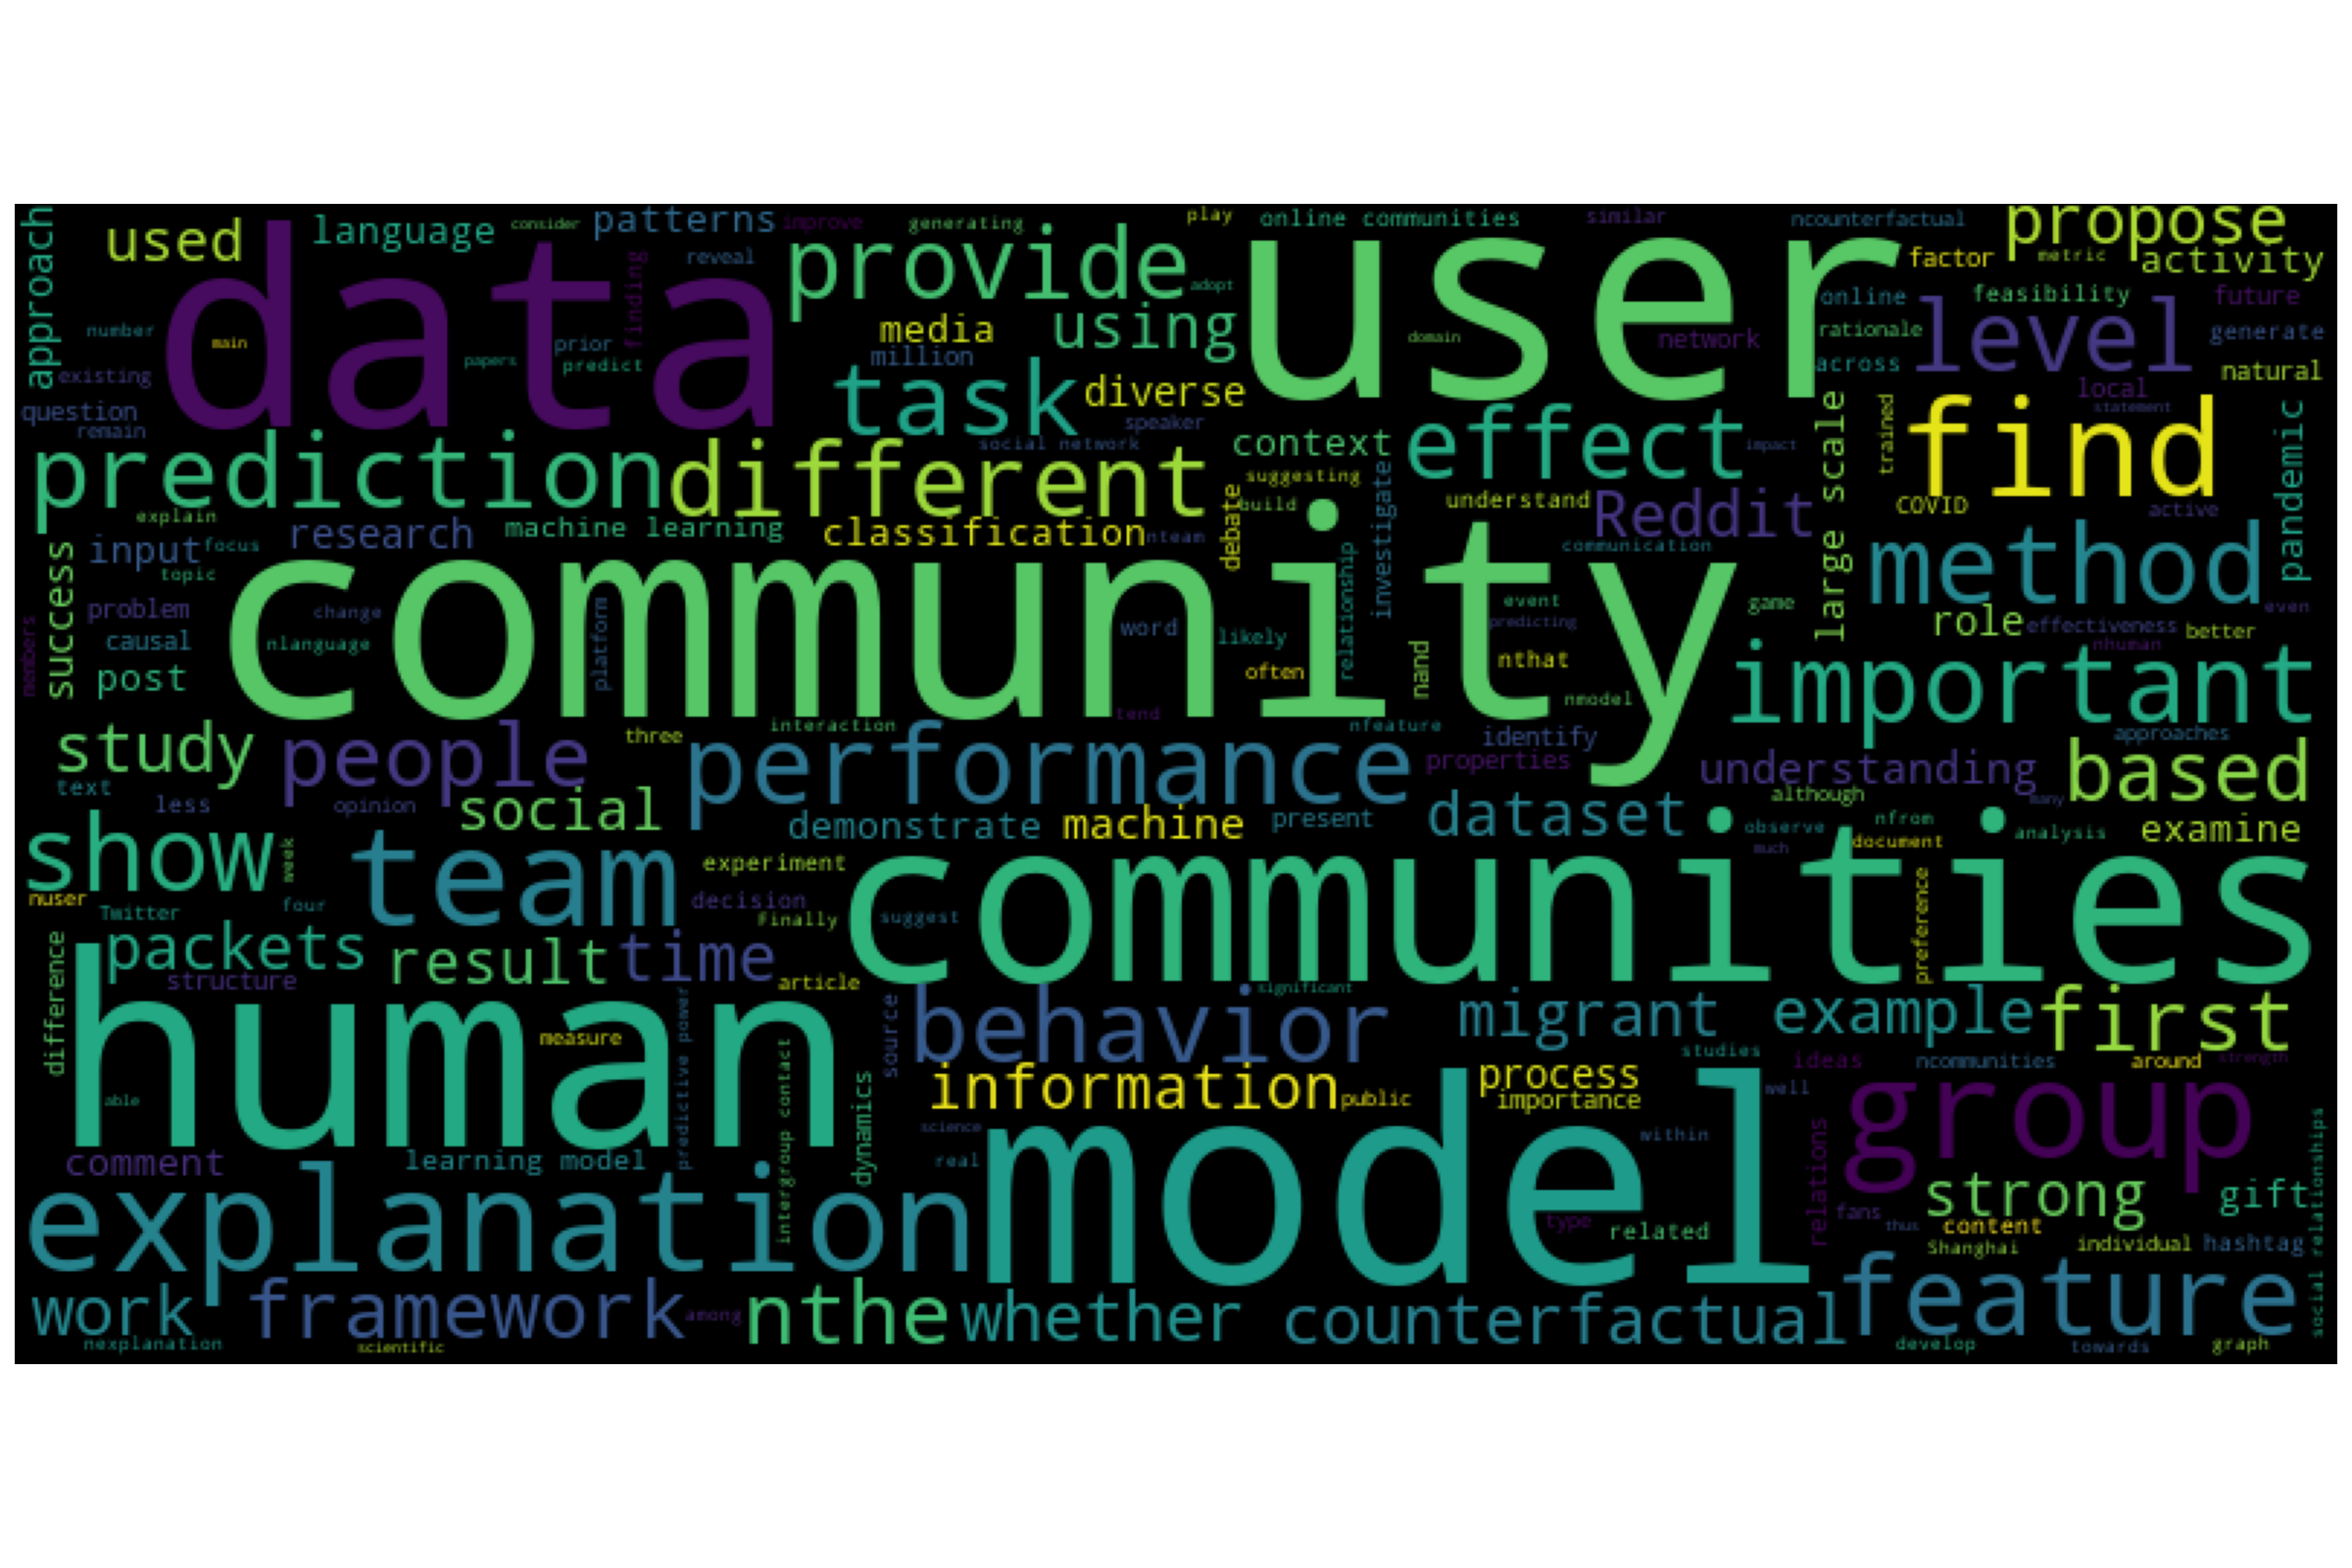 approach
used
language
consider
patterns
improve
generating
play
online communities
similar
ncounterfactual
propose
data
finding
reveal
provide
adopt
user
factor
metric
activity
number
main
existing
papers
prior
predict
media
million
using
domain
network
online
rationale
across
feasibility
level
future
generate
natural
question
remain
task
diverse
speaker
social network
local
statement
prediction
different
context
suggesting
build
effect
impact
large scale
trained
find
pandemic
explain
research
machine learning
classification
nteam
debate
investigate
understand
Reddit
COVID
active
success
input
focus
topic
community
relationship
communication
method
members
problem
change
platform
word
likely
event
predicting
game
role
effectiveness
better
even
nhuman
causal
nlanguage
post
often
nand
nthat
nmodel
important
study
people
three
interaction
tend
nfeature
identify
approaches
text
less
opinion
performance
properties
understanding
based
social
demonstrate
machine
present
dataset
although
many
observe
much
nfrom
analysis
examine
document
show
week
team
experiment
decision
Finally
suggest
communities
preference
nuser
Twitter
four
difference
packets
structure
result
time
article
significant
human
measure
predictive power
intergroup contact
source
behavior
migrant
studies
example
first
able
dynamics
information
public
process
importance
well
ideas
ncommunities
around
strength
science
real
model
within
group
relations
comment
learning model
type
related
fans
thus
strong
content
gift
Shanghai
individual
hashtag
social relationships
explanation
work
framework
among
nthe
whether
counterfactual
feature
nexplanation
scientific
develop
towards
graph